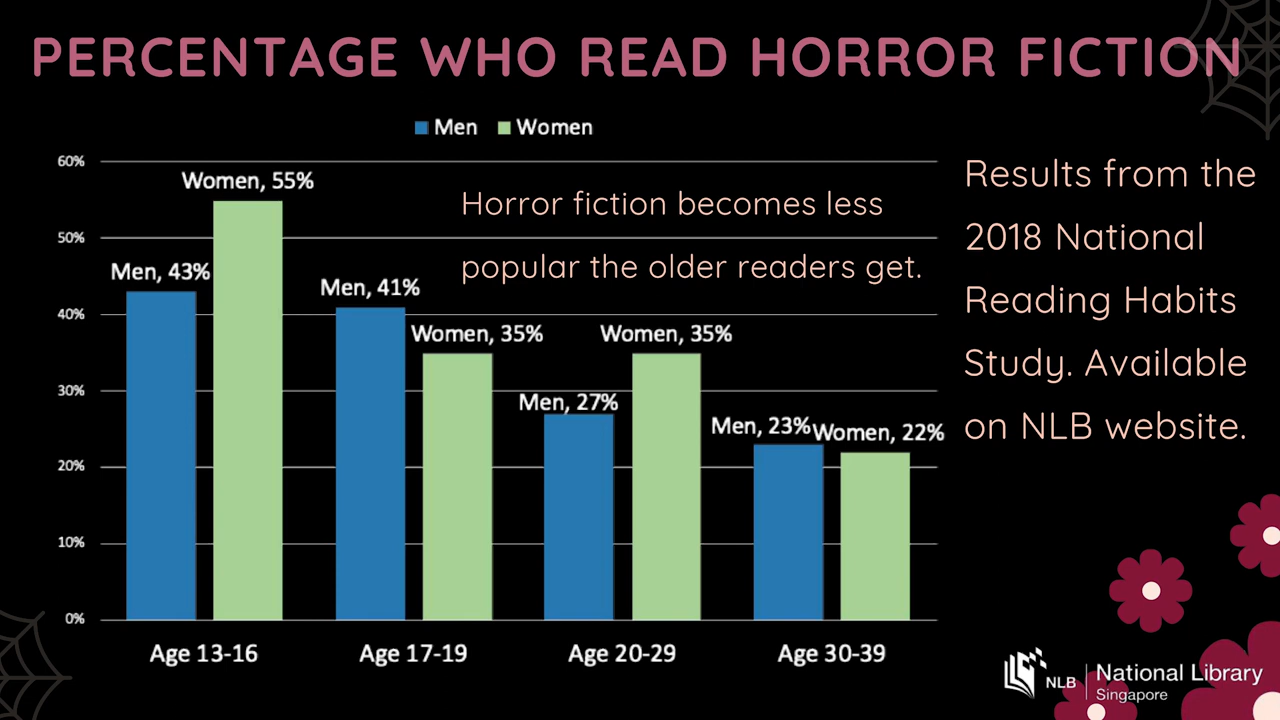 PERCENTAGE WHO READ HORROR FICTION
Men Women
60%
50%
40%
30%
20%
10%
0%
Men, 43%
Women, 55%
Men, 41%
Women, 35%
Men, 27%
Women, 35%
Men, 23%
Women, 22%
Age 13-16
Age 17-19
Age 20-29
Age 30-39
Horror fiction becomes less
popular the older readers get.
Results from the
2018 National
Reading Habits
Study. Available
on NLB website.
NLB
National Library
Singapore